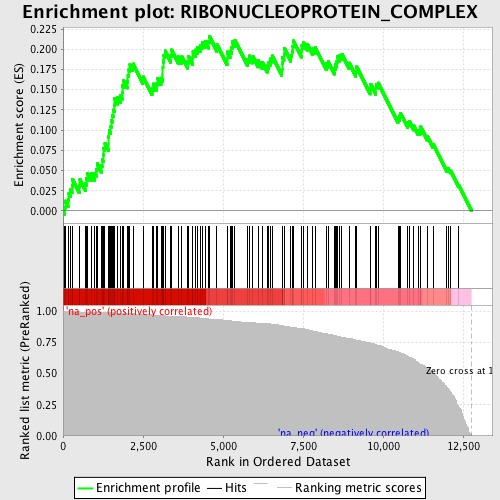 Enrichment plot: RIBONUCLEOPROTEIN_COMPLEX
Enrichment score (ES)
0.225
0.200
0.175
0.150
0.125
0.100
0.075
0.050
0.025
0.000
'na_pos' (positively correlated)
Ranked list metric (PreRanked)
1.00
0.75
0.50
0.25
0.00
Zero cross at 1
'na_neg' (negatively correlated)
0
2,500
5,000
7,500
10,000
12,500
Rank in Ordered Dataset
Enrichment profile
Hits
Ranking metric scores